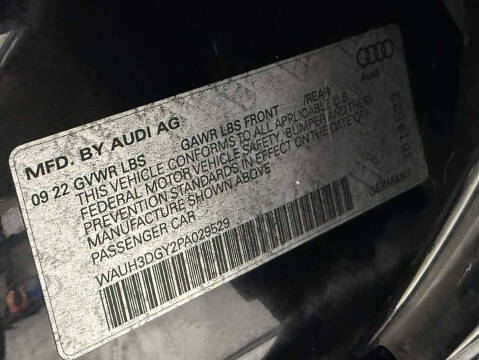 MFD. BY AUDI AG
09 22 GVWR LBS GAWR LBS FRONT /REAR
THIS VEHICLE CONFORMS TO ALL APPLICABLE
FEDERAL MOTOR VEHICLE SAFETY, BUMPER AND THEFT
PREVENTION STANDARDS IN EFFECT ON THE DATE OF
MANUFACTURE SHOWN ABOVE
PASSENGER CAR
WAUH3DGY2PA029529
Audi
GERMANY